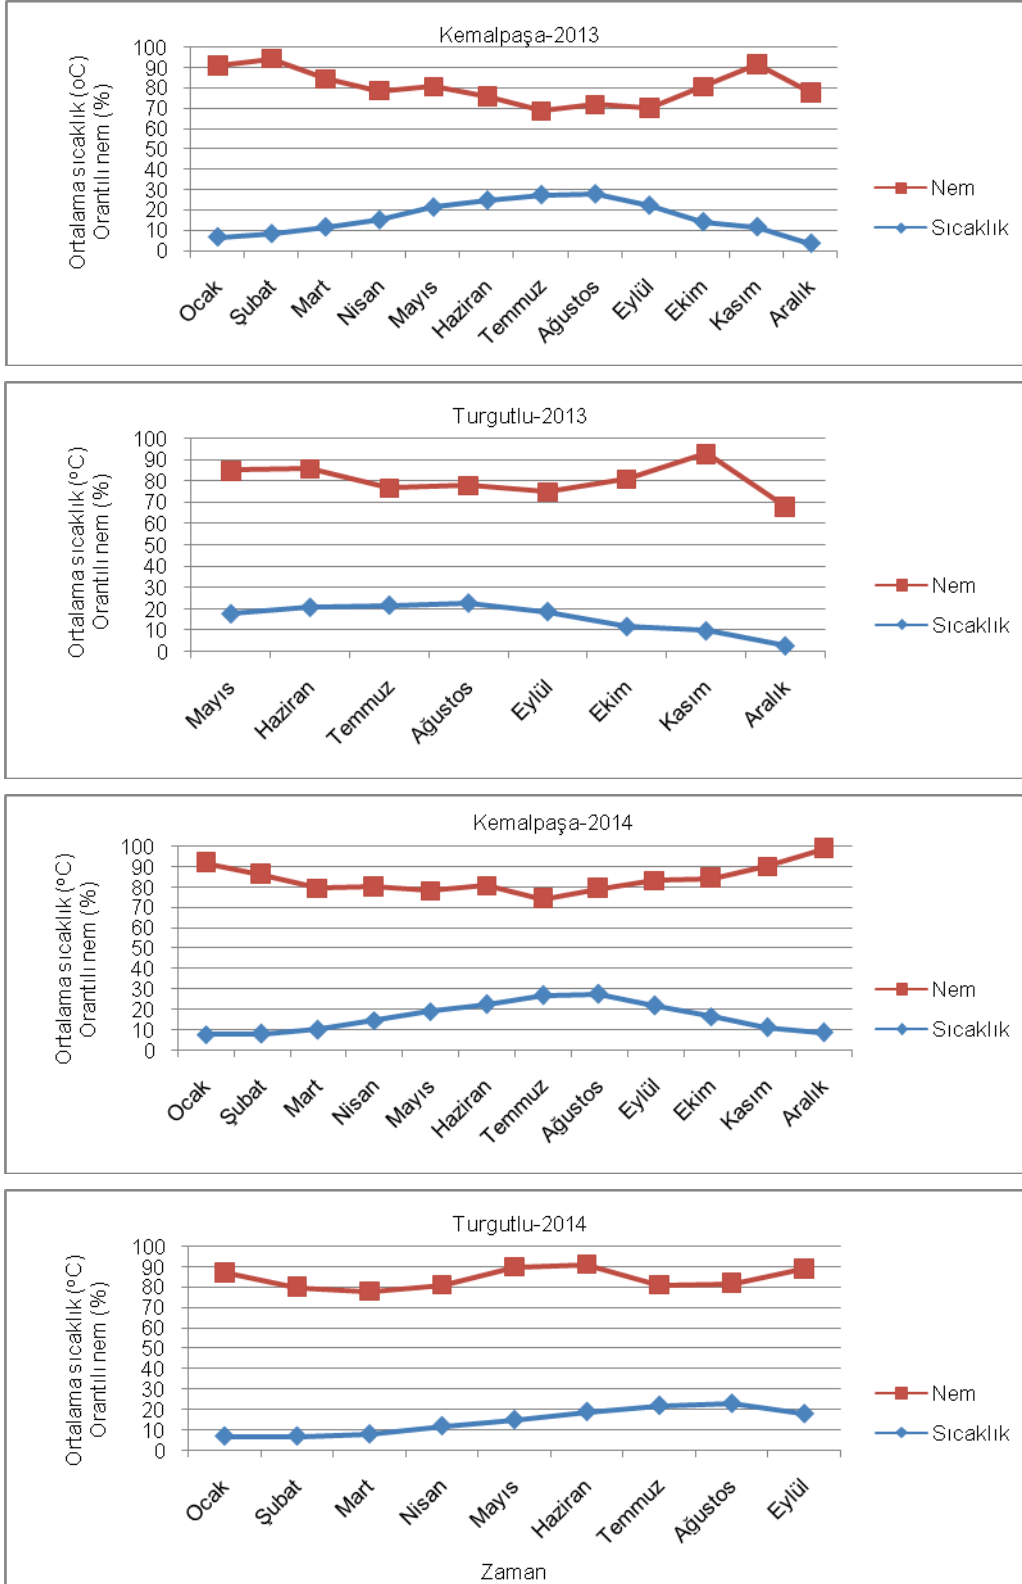 Kemalpaşa-2013
Ortalama sıcaklık (oC)
Orantılı nem (%)
100
90
80
70
60
50
40
30
20
10
0
Ocak
Şubat
Mart
Nisan
Mayıs
Haziran
Temmuz
Ağustos
Eylül
Ekim
Kasım
Aralık
Nem
Sıcaklık
Turgutlu-2013
Ortalama sıcaklık (ºC)
Orantılı nem (%)
100
90
80
70
60
50
40
30
20
10
0
Mayıs
Haziran
Temmuz
Ağustos
Eylül
Ekim
Kasım
Aralık
Nem
Sıcaklık
Kemalpaşa-2014
Ortalama sıcaklık (ºC)
Orantılı nem (%)
100
90
80
70
60
50
40
30
20
10
0
Ocak
Şubat
Mart
Nisan
Mayıs
Haziran
Temmuz
Ağustos
Eylül
Ekim
Kasım
Aralık
Nem
Sıcaklık
Turgutlu-2014
Ortalama sıcaklık (ºC)
Orantılı nem (%)
100
90
80
70
60
50
40
30
20
10
0
Ocak
Şubat
Mart
Nisan
Mayıs
Haziran
Temmuz
Ağustos
Eylül
Nem
Sıcaklık
Zaman